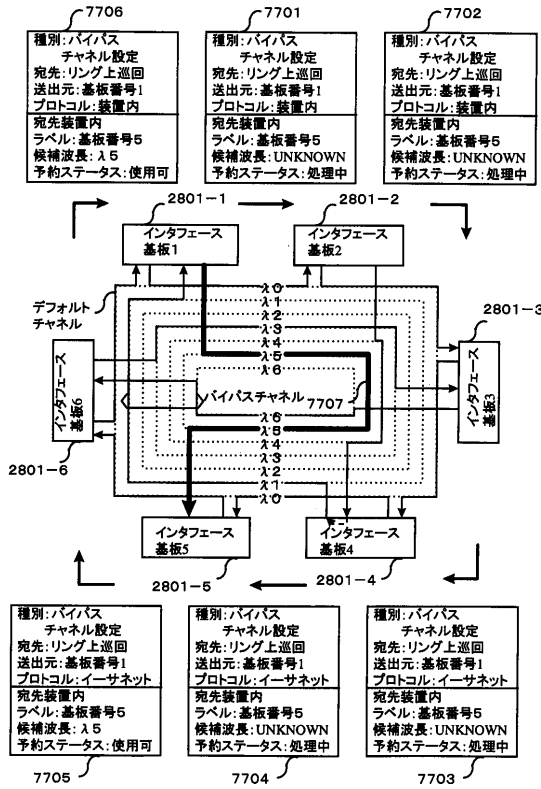 7706
7701
7702
種別:バイパス
チャネル設定
宛先:リング上巡回
送出元:基板番号1
プロトコル:装置内
宛先装置内
ラベル:基板番号5
候補波長:λ5
予約ステータス:使用可
種別:バイパス
チャネル設定
宛先:リング上巡回
送出元:基板番号1
プロトコル:装置内
宛先装置内
ラベル:基板番号5
候補波長:UNKNOWN
予約ステータス:処理中
種別:バイパス
チャネル設定
宛先:リング上巡回
送出元:基板番号1
プロトコル:装置内
宛先装置内
ラベル:基板番号5
候補波長:UNKNOWN
予約ステータス:処理中
2801-1
2801-2
インタフェース
基板1
インタフェース
基板2
デフォルト
チャネル
λ0
λ1
λ2
λ3
λ4
λ5
λ6
2801-3
インタフェース
基板3
インタフェース
基板6
バイパスチャネル
7707
λ6
λ5
λ4
λ3
λ2
λ1
λ0
2801-6
インタフェース
基板5
インタフェース
基板4
2801-5
2801-4
種別:バイパス
チャネル設定
宛先:リング上巡回
送出元:基板番号1
プロトコル:イーサネット
宛先装置内
ラベル:基板番号5
候補波長:λ5
予約ステータス:使用可
種別:バイパス
チャネル設定
宛先:リング上巡回
送出元:基板番号1
プロトコル:イーサネット
宛先装置内
ラベル:基板番号5
候補波長:UNKNOWN
予約ステータス:処理中
種別:バイパス
チャネル設定
宛先:リング上巡回
送出元:基板番号1
プロトコル:イーサネット
宛先装置内
ラベル:基板番号5
候補波長:UNKNOWN
予約ステータス:処理中
7705
7704
7703